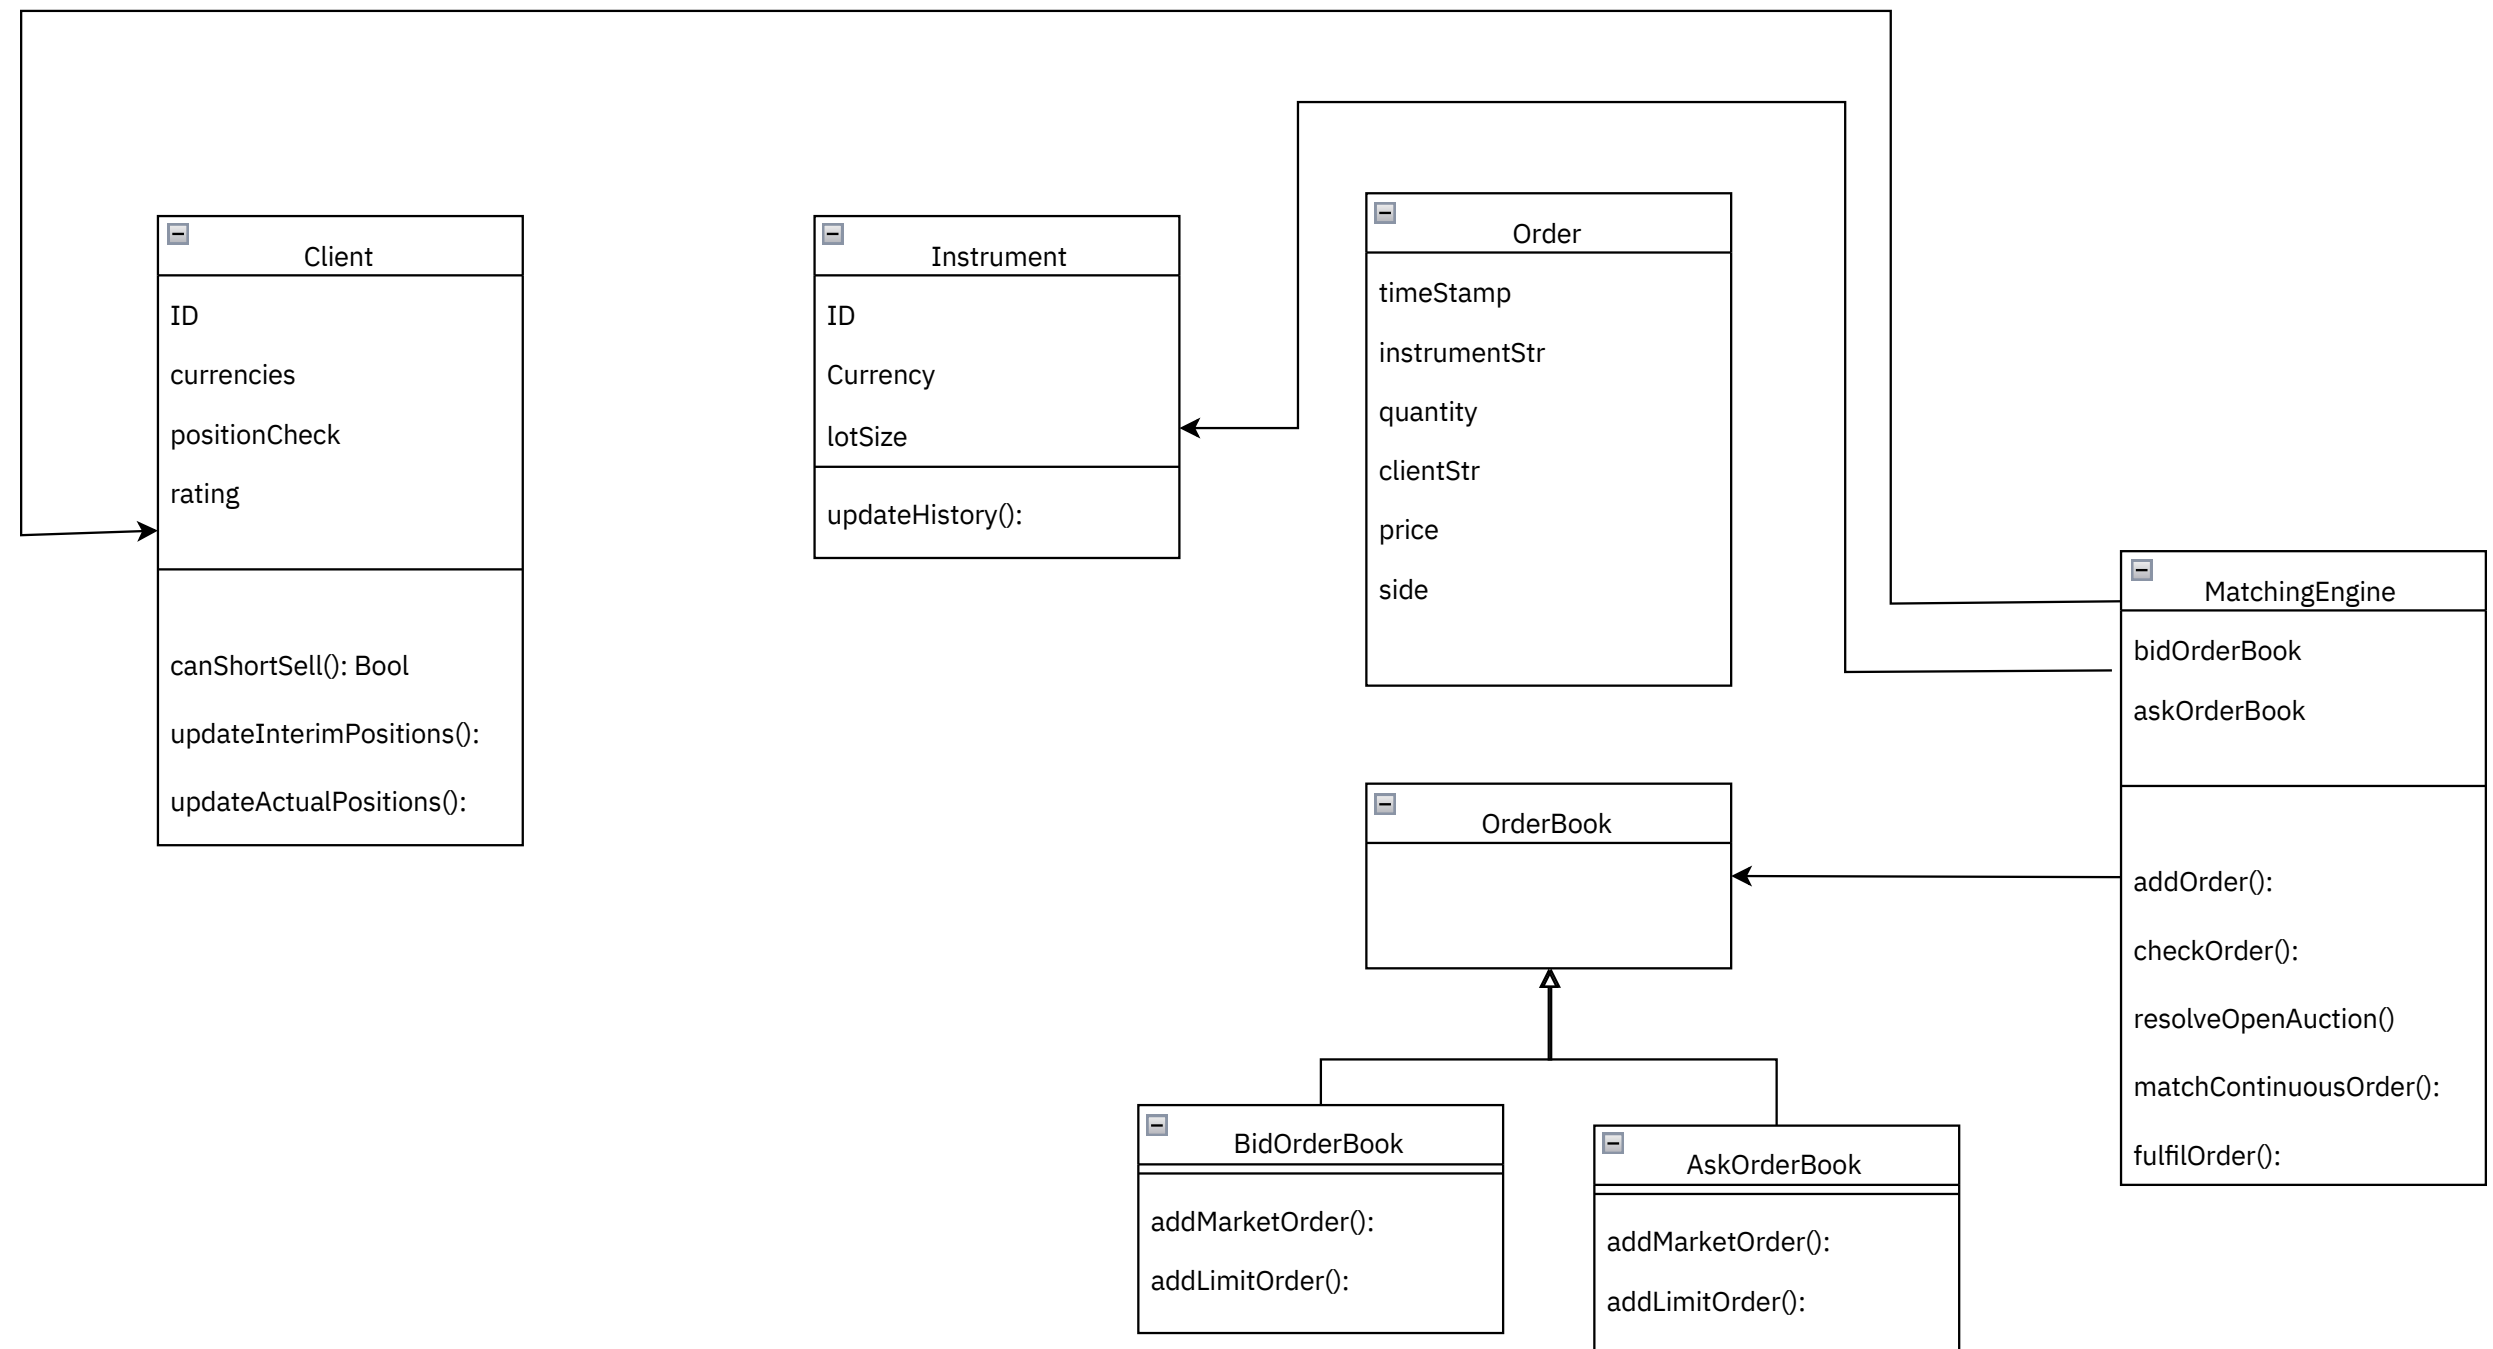 Client
ID
currencies
positionCheck
rating
canShortSell(): Bool
updateInterimPositions():
updateActualPositions():
Instrument
ID
Currency
lotSize
updateHistory():
Order
timeStamp
instrumentStr
quantity
clientStr
price
side
OrderBook
BidOrderBook
addMarketOrder():
addLimitOrder():
AskOrderBook
addMarketOrder():
addLimitOrder():
MatchingEngine
bidOrderBook
askOrderBook
addOrder():
checkOrder():
resolveOpenAuction()
matchContinuousOrder():
fulfilOrder():